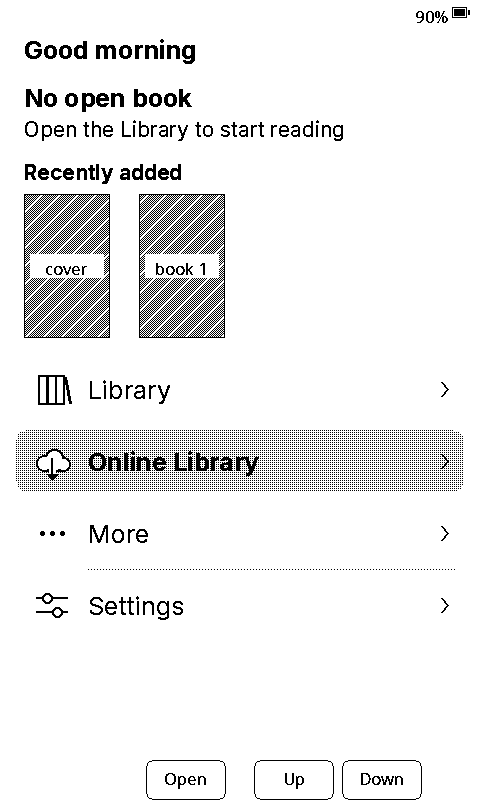 90%
Good morning
No open book
Open the Library to start reading
Recently added
cover book 1
Library
Online Library
More
Settings
Open Up Down